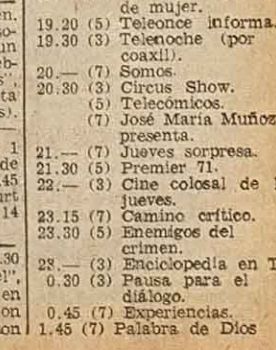 de mujer.
19.20 (5) Teleonce informa.
19.30 (3) Telenoche (por
coaxil).
20.— (7) Somos.
20.30 (3) Circus Show.
(5) Telecómicos.
(7) José María Muñoz
presenta.
21.— (7) Jueves sorpresa.
21.30 (5) Premier 71.
22.— (3) Cine colosal de
jueves.
23.15 (7) Camino crítico.
23.30 (5) Enemigos del
crimen.
23.— (3) Enciclopedia en T
0.30 (3) Pausa para el
diálogo.
0.45 (7) Experiencias.
1.45 (7) Palabra de Dios